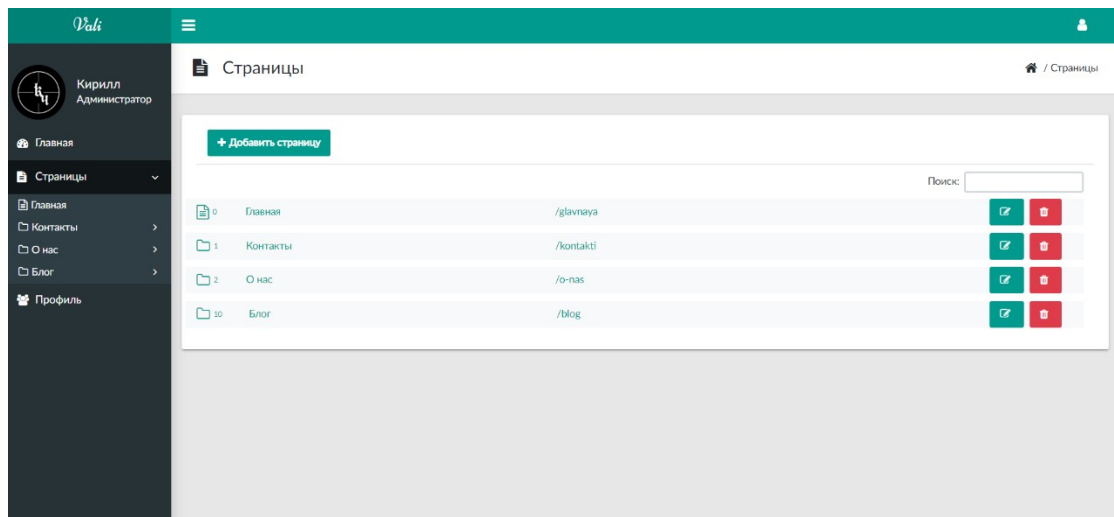 Vali
Страницы
/ Страницы
Кирилл
Администратор
Главная
Страницы
Главная
Контакты
О нас
Блог
Профиль
+ Добавить страницу
Поиск:
0 Главная /glavnaya
1 Контакты /kontakti
2 О нас /o-nas
10 Блог /blog